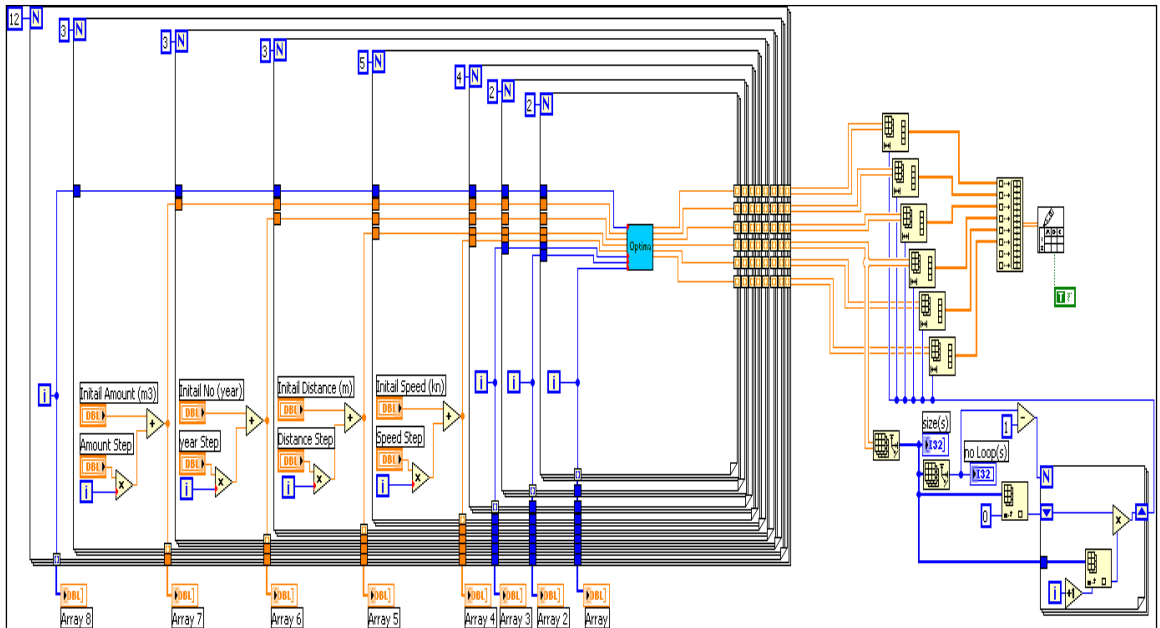 12 N
3 N
3 N
3 N
5 N
4 N
2 N
2 N
Optima
T F
i
i
i
i
Initail Amount (m3)
DBL
+
Amount Step
DBL
x
i
Initail No (year)
DBL
+
year Step
DBL
x
i
Initail Distance (m)
DBL
+
Distance Step
DBL
x
i
Initail Speed (kn)
DBL
+
Speed Step
DBL
x
i
size(s)
I32
no Loop(s)
I32
-
1
N
0
x
i
+1
DBL
DBL
DBL
DBL
DBL
DBL
DBL
DBL
Array 8
Array 7
Array 6
Array 5
Array 4
Array 3
Array 2
Array